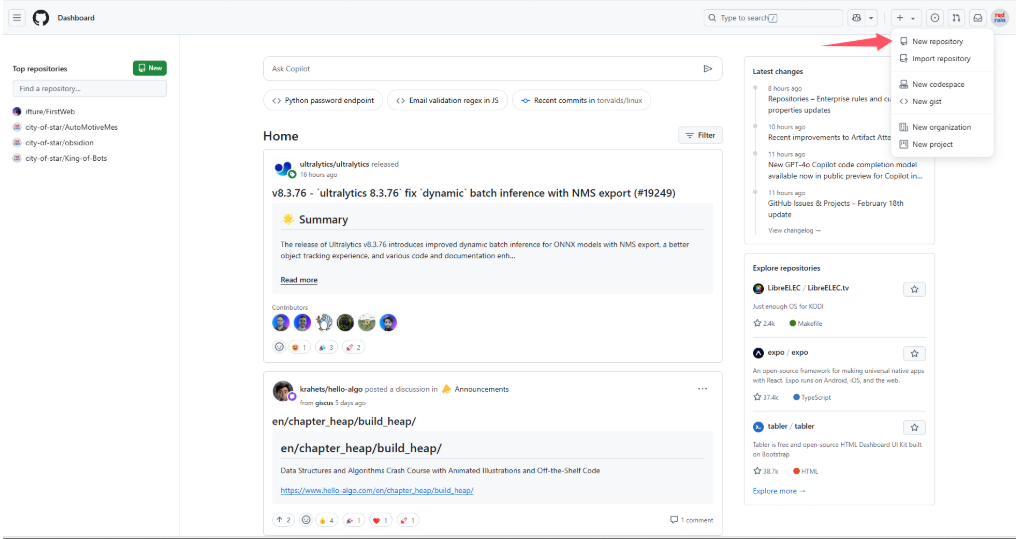 Dashboard
Type to search
/
New repository
Import repository
New codespace
New gist
New organization
New project
Top repositories
New
Find a repository...
ifture/FirstWeb
city-of-star/AutoMotiveMes
city-of-star/obsidion
city-of-star/King-of-Bots
Ask Copilot
Python password endpoint
Email validation regex in JS
Recent commits in torvalds/linux
Home
Filter
ultralytics/ultralytics released
16 hours ago
v8.3.76 - `ultralytics 8.3.76` fix `dynamic` batch inference with NMS export (#19249)
Summary
The release of Ultralytics v8.3.76 introduces improved dynamic batch inference for ONNX models with NMS export, a better
object tracking experience, and various code and documentation enh...
Read more
Contributors
1
3
2
krahets/hello-algo posted a discussion in Announcements
from giscus 5 days ago
en/chapter_heap/build_heap/
en/chapter_heap/build_heap/
Data Structures and Algorithms Crash Course with Animated Illustrations and Off-the-Shelf Code
https://www.hello-algo.com/en/chapter_heap/build_heap/
2
4
1
1
1
1 comment
Latest changes
8 hours ago
Repositories – Enterprise rules and
properties updates
10 hours ago
Recent improvements to Artifact
11 hours ago
New GPT-4o Copilot code completion model
available now in public preview for Copilot in...
11 hours ago
GitHub Issues & Projects – February 18th
update
View changelog →
Explore repositories
LibreELEC / LibreELEC.tv
Just enough OS for KODI
2.4k
Makefile
expo / expo
An open-source framework for making universal native apps
with React. Expo runs on Android, iOS, and the web.
37.4k
TypeScript
tabler / tabler
Tabler is free and open-source HTML Dashboard UI Kit built
on Bootstrap
38.7k
HTML
Explore more →